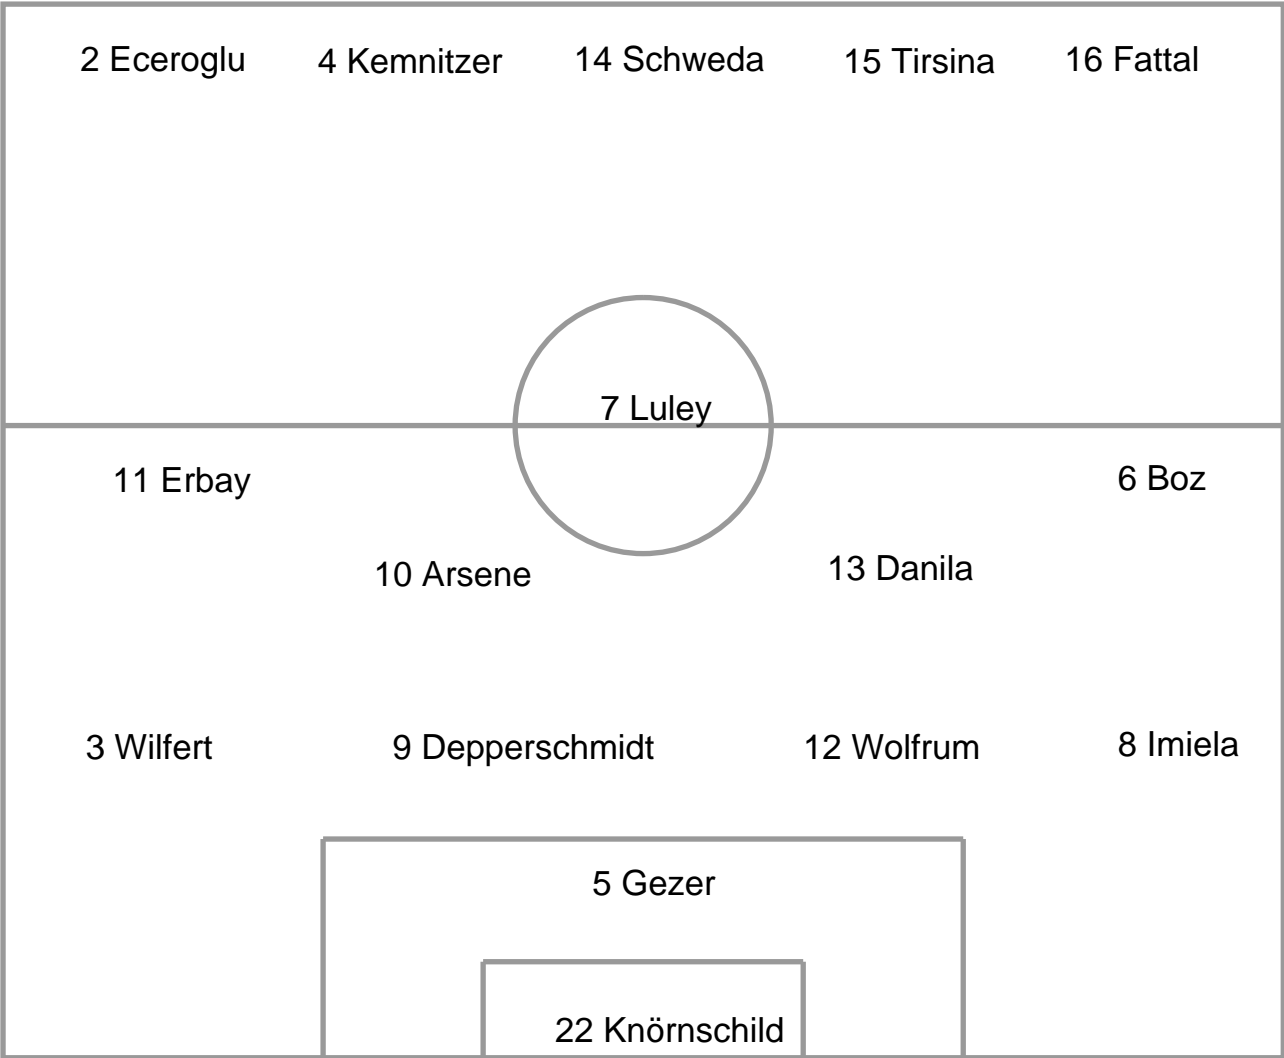 2 Eceroglu
4 Kemnitzer
14 Schweda
15 Tirsina
16 Fattal
7 Luley
11 Erbay
6 Boz
10 Arsene
13 Danila
3 Wilfert
9 Depperschmidt
12 Wolfrum
8 Imiela
5 Gezer
22 Knörnschild